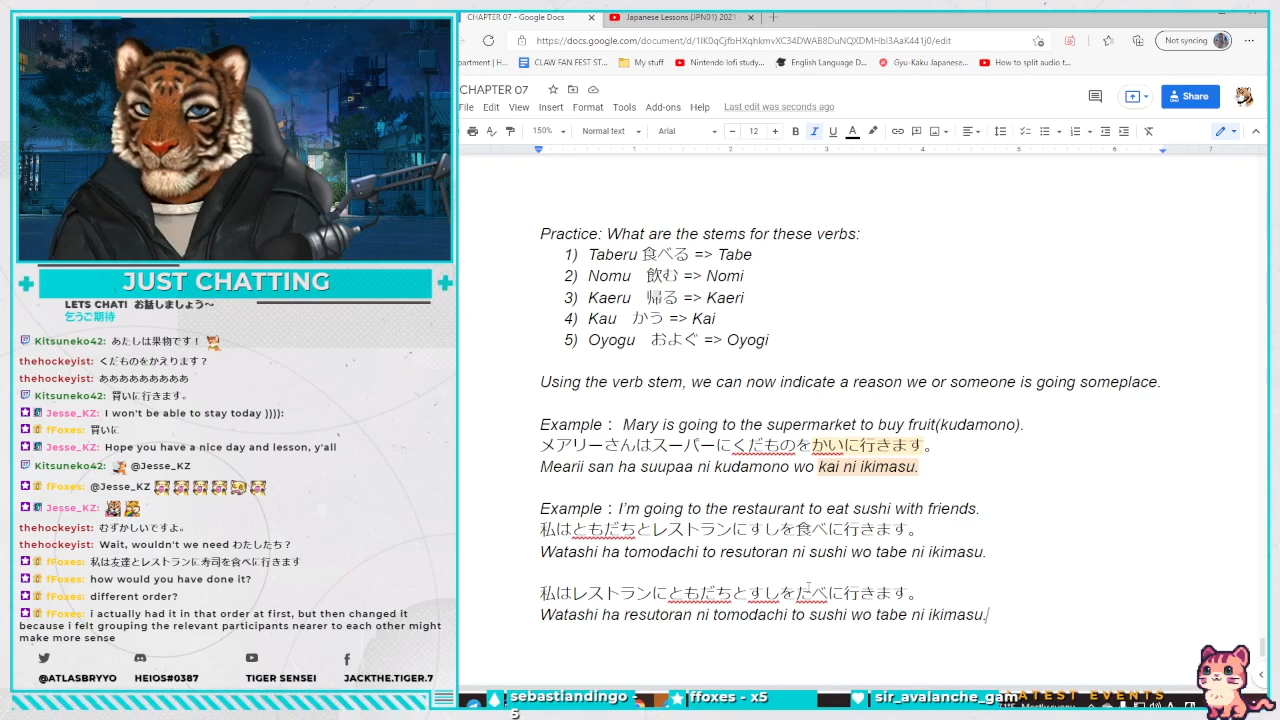 JUST CHATTING
LETS CHAT! お話しましょう～
乞うご期待
Kitsuneko42: あたしは果物です！
thehockeyist: くだものをかえります？
thehockeyist: あああああああああ
Kitsuneko42: 買いに行きます。
Jesse_KZ: I won't be able to stay today )))):
fFoxes: 買いに
Jesse_KZ: Hope you have a nice day and lesson, y'all
Kitsuneko42: @Jesse_KZ
fFoxes: @Jesse_KZ
Jesse_KZ:
thehockeyist: むずかしいですよ。
thehockeyist: Wait, wouldn't we need わたしたち？
fFoxes: 私は友達とレストランに寿司を食べに行きます
fFoxes: how would you have done it?
fFoxes: different order?
fFoxes: i actually had it in that order at first, but then changed it
because i felt grouping the relevant participants nearer to each other might
make more sense
@ATLASBRYYO HEIOS#0387 TIGER SENSEI JACKTHE.TIGER.7
CHAPTER 07 - Google Docs
Japanese Lessons (JPN01) 2021
Not syncing
partment | H...
CLAW FAN FEST ST...
My stuff
Nintendo lofi study...
English Language D...
Gyu-Kaku Japanese...
How to split audio t...
CHAPTER 07
File Edit View Insert Format Tools Add-ons Help Last edit was seconds ago
Share
150% Normal text Arial
1 2 3 4 5 6 7
Practice: What are the stems for these verbs:
1) Taberu 食べる => Tabe
2) Nomu 飲む => Nomi
3) Kaeru 帰る => Kaeri
4) Kau かう => Kai
5) Oyogu およぐ => Oyogi
Using the verb stem, we can now indicate a reason we or someone is going someplace.
Example： Mary is going to the supermarket to buy fruit(kudamono).
メアリーさんはスーパーにくだものをかいに行きます。
Mearii san ha suupaa ni kudamono wo kai ni ikimasu.
Example：I'm going to the restaurant to eat sushi with friends.
私はともだちとレストランにすしを食べに行きます。
Watashi ha tomodachi to resutoran ni sushi wo tabe ni ikimasu.
私はレストランにともだちとすしをたべに行きます。
Watashi ha resutoran ni tomodachi to sushi wo tabe ni ikimasu.
sebastiandingo -
5
ffoxes - x5
sir_avalanche_gam